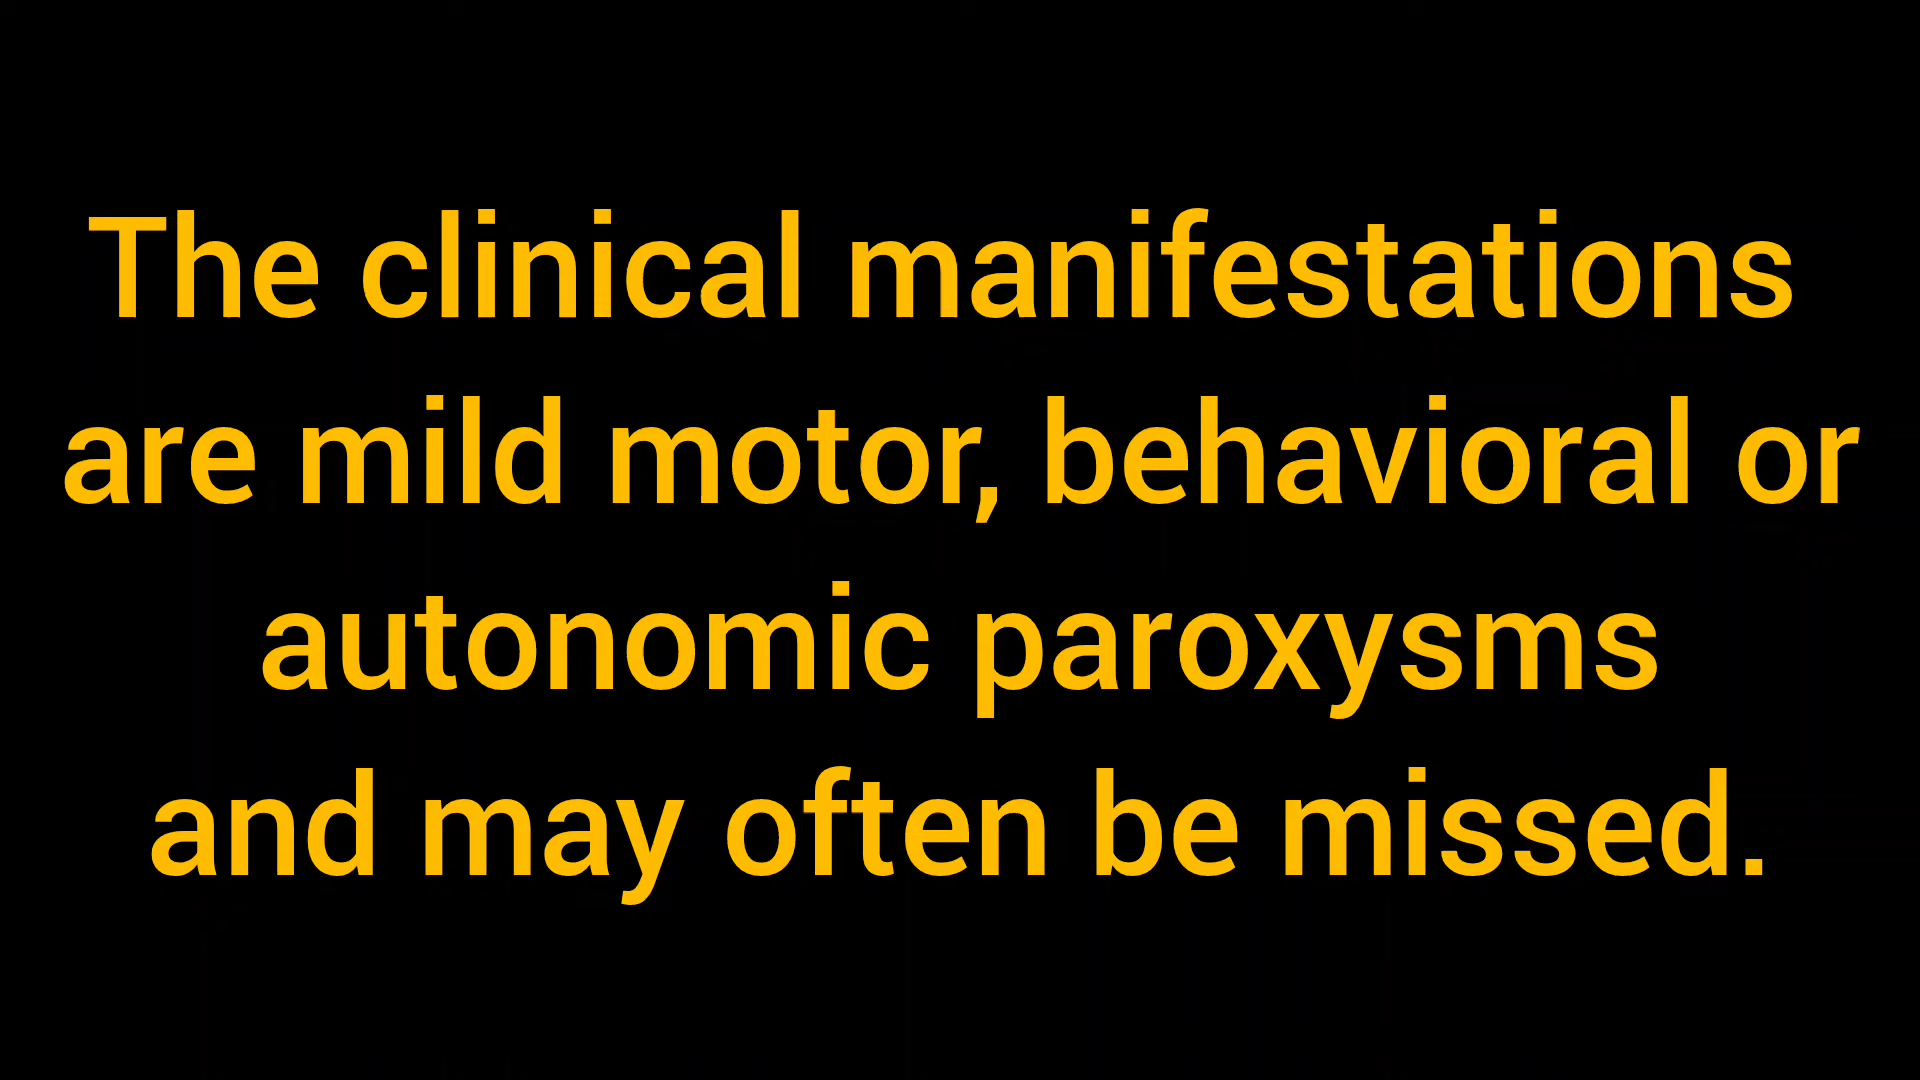 The clinical manifestations
are mild motor, behavioral or
autonomic paroxysms
and may often be missed.